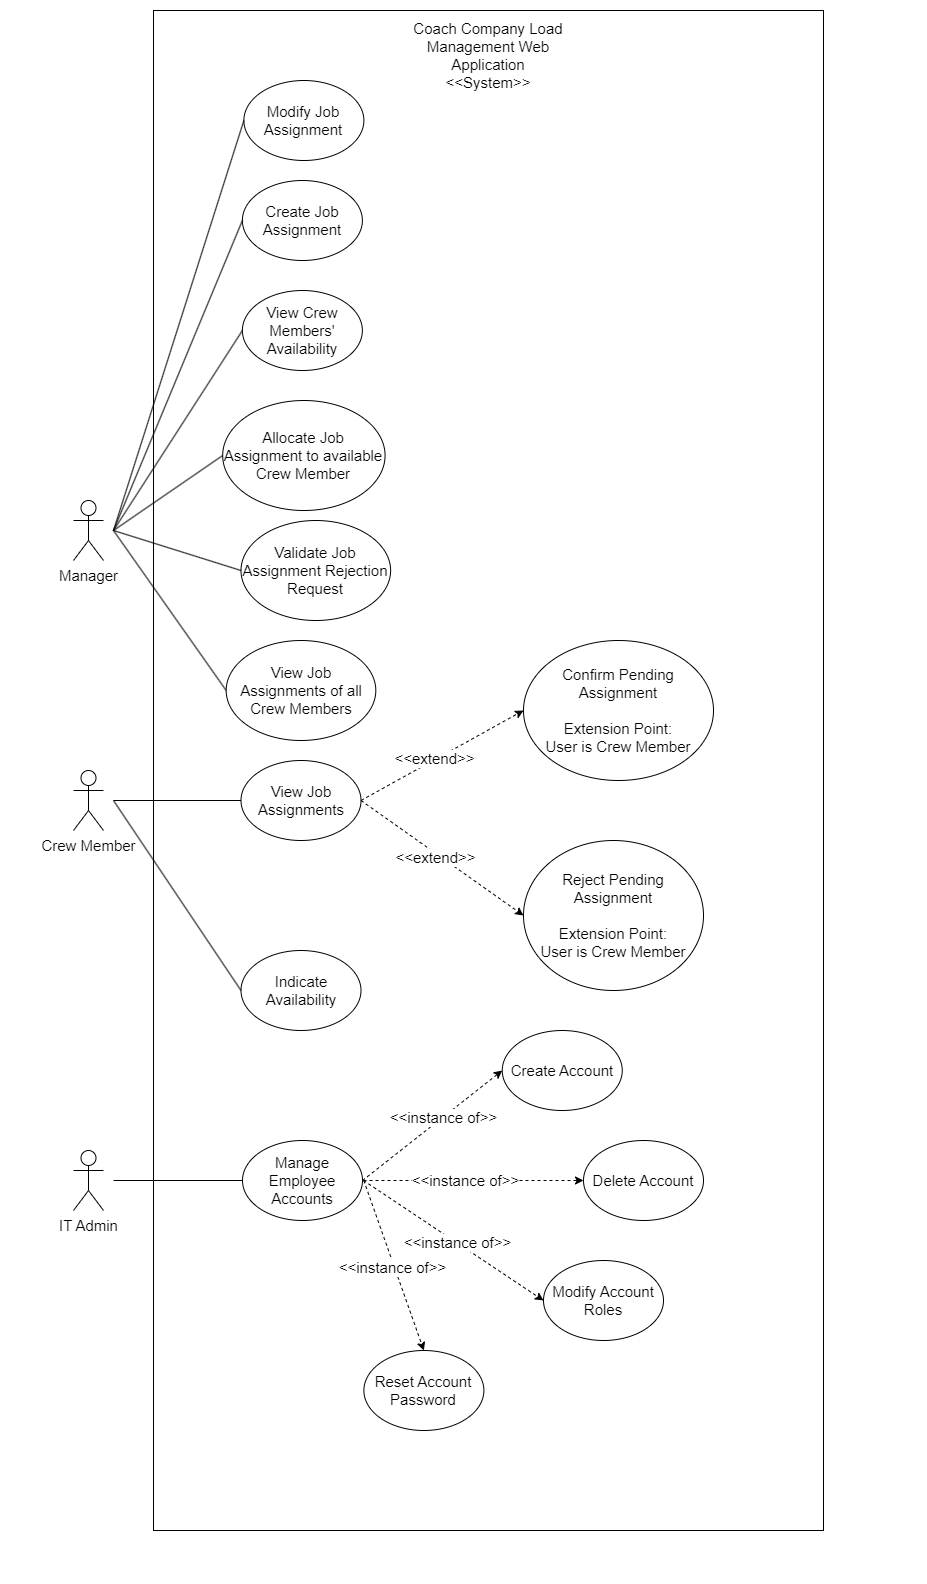 Coach Company Load
Management Web
Application
<<System>>
Modify Job
Assignment
Create Job
Assignment
View Crew
Members'
Availability
Allocate Job
Assignment to available
Crew Member
Manager
Validate Job
Assignment Rejection
Request
View Job
Assignments of all
Crew Members
Confirm Pending
Assignment
Extension Point:
User is Crew Member
<<extend>>
Crew Member
View Job
Assignments
<<extend>>
Reject Pending
Assignment
Extension Point:
User is Crew Member
Indicate
Availability
Create Account
<<instance of>>
IT Admin
Manage
Employee
Accounts
<<instance of>>
Delete Account
<<instance of>>
<<instance of>>
Modify Account
Roles
Reset Account
Password